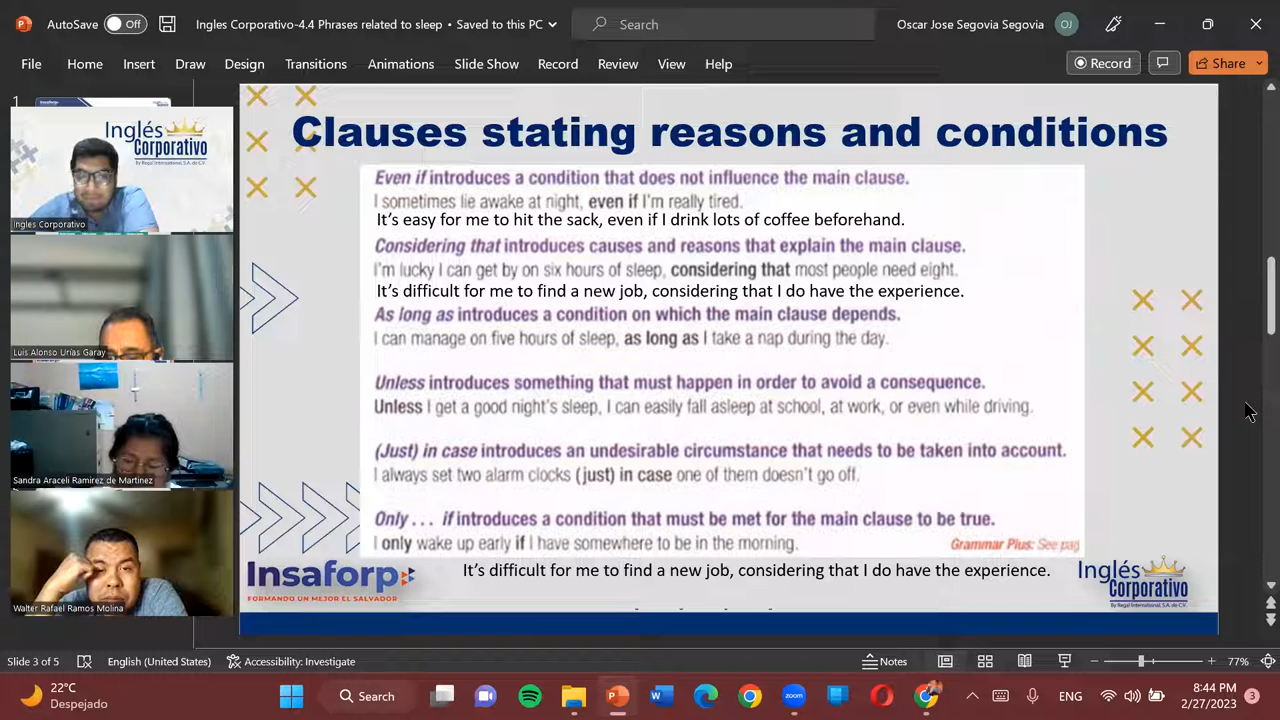 AutoSave Off Ingles Corporativo-4.4 Phrases related to sleep • Saved to this PC Search Oscar Jose Segovia Segovia OJ
File Home Insert Draw Design Transitions Animations Slide Show Record Review View Help Record Share
1
Inglés
Corporativo
By Regal International, S.A. de C.V.
Ingles Corporativo
Luis Alonso Urías Garay
Sandra Araceli Ramirez de Martinez
Walter Rafael Ramos Molina
Clauses stating reasons and conditions
Even if introduces a condition that does not influence the main clause.
I sometimes lie awake at night, even if I'm really tired.
It's easy for me to hit the sack, even if I drink lots of coffee beforehand.
Considering that introduces causes and reasons that explain the main clause.
I'm lucky I can get by on six hours of sleep, considering that most people need eight.
It's difficult for me to find a new job, considering that I do have the experience.
As long as introduces a condition on which the main clause depends.
I can manage on five hours of sleep, as long as I take a nap during the day.
Unless introduces something that must happen in order to avoid a consequence.
Unless I get a good night's sleep, I can easily fall asleep at school, at work, or even while driving.
(Just) in case introduces an undesirable circumstance that needs to be taken into account.
I always set two alarm clocks (just) in case one of them doesn't go off.
Only . . . if introduces a condition that must be met for the main clause to be true.
I only wake up early if I have somewhere to be in the morning.
Grammar Plus: See pag
It's difficult for me to find a new job, considering that I do have the experience.
Insaforp
FORMANDO UN MEJOR EL SALVADOR
Inglés
Corporativo
By Regal International, S.A. de C.V.
Slide 3 of 5 English (United States) Accessibility: Investigate Notes 77%
22°C
Despejado
Search
ENG
8:44 PM
2/27/2023
3